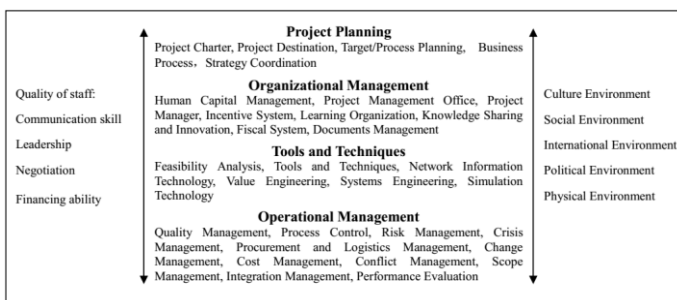 Project Planning
Project Charter, Project Destination, Target/Process Planning, Business
Process，Strategy Coordination
Organizational Management
Human Capital Management, Project Management Office, Project
Manager, Incentive System, Learning Organization, Knowledge Sharing
and Innovation, Fiscal System, Documents Management
Tools and Techniques
Feasibility Analysis, Tools and Techniques, Network Information
Technology, Value Engineering, Systems Engineering, Simulation
Technology
Operational Management
Quality Management, Process Control, Risk Management, Crisis
Management, Procurement and Logistics Management, Change
Management, Cost Management, Conflict Management, Scope
Management, Integration Management, Performance Evaluation
Quality of staff:
Communication skill
Leadership
Negotiation
Financing ability
Culture Environment
Social Environment
International Environment
Political Environment
Physical Environment